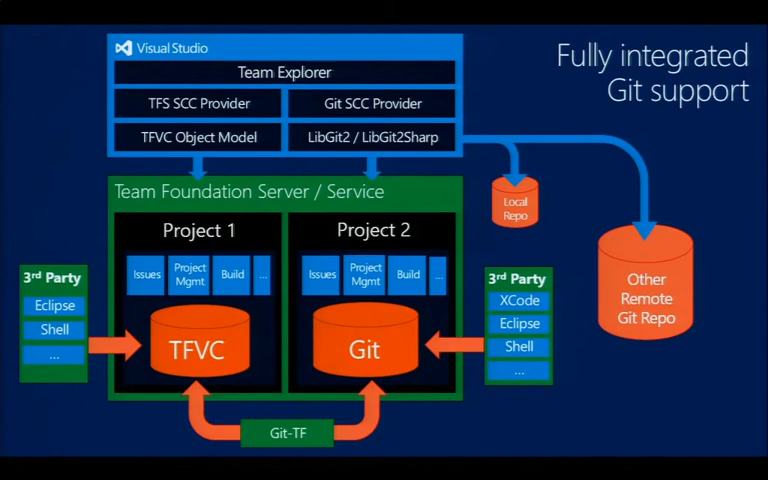 Visual Studio
Fully integrated
Git support
Team Explorer
TFS SCC Provider
Git SCC Provider
TFVC Object Model
LibGit2 / LibGit2Sharp
Team Foundation Server / Service
Local
Repo
Project 1
Project 2
Issues
Project
Mgmt
Build
...
Issues
Project
Mgmt
Build
...
3rd Party
Eclipse
Shell
...
3rd Party
XCode
Eclipse
Shell
...
Other
Remote
Git Repo
TFVC
Git
Git-TF